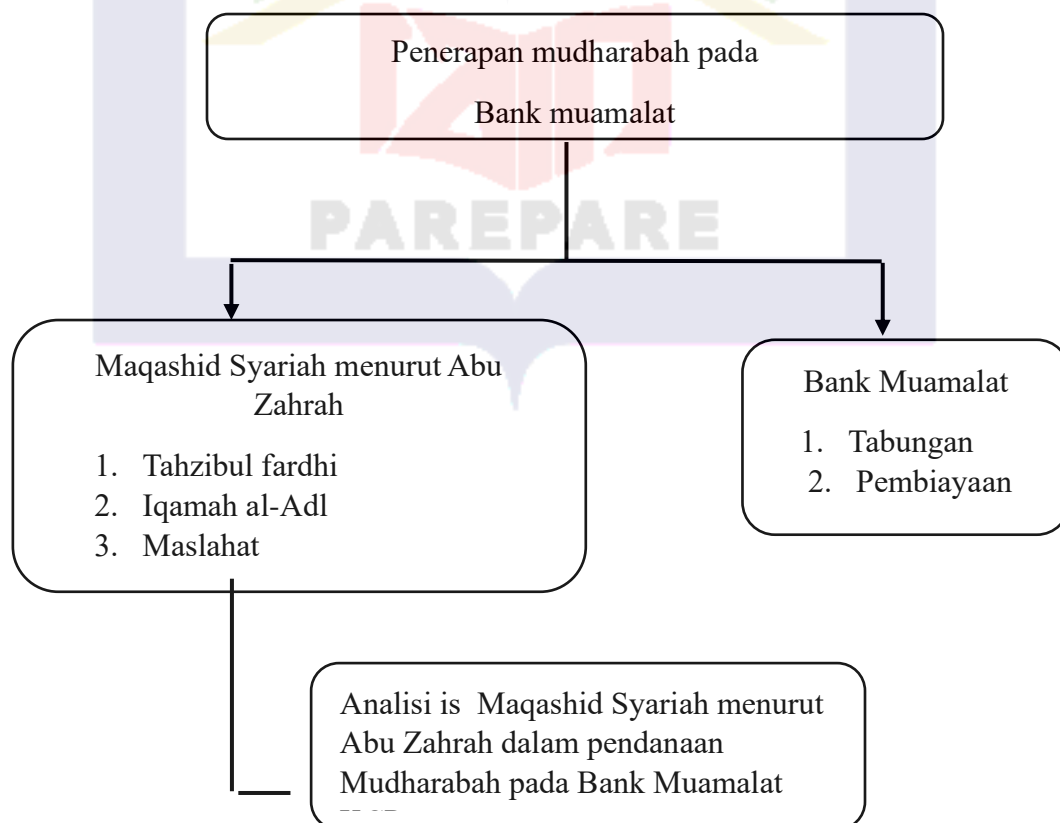 Penerapan mudharabah pada
Bank muamalat
PAREPARE
Maqashid Syariah menurut Abu
Zahrah
1. Tahzibul fardhi
2. Iqamah al-Adl
3. Maslahat
Bank Muamalat
1. Tabungan
2. Pembiayaan
Analisi is Maqashid Syariah menurut
Abu Zahrah dalam pendanaan
Mudharabah pada Bank Muamalat